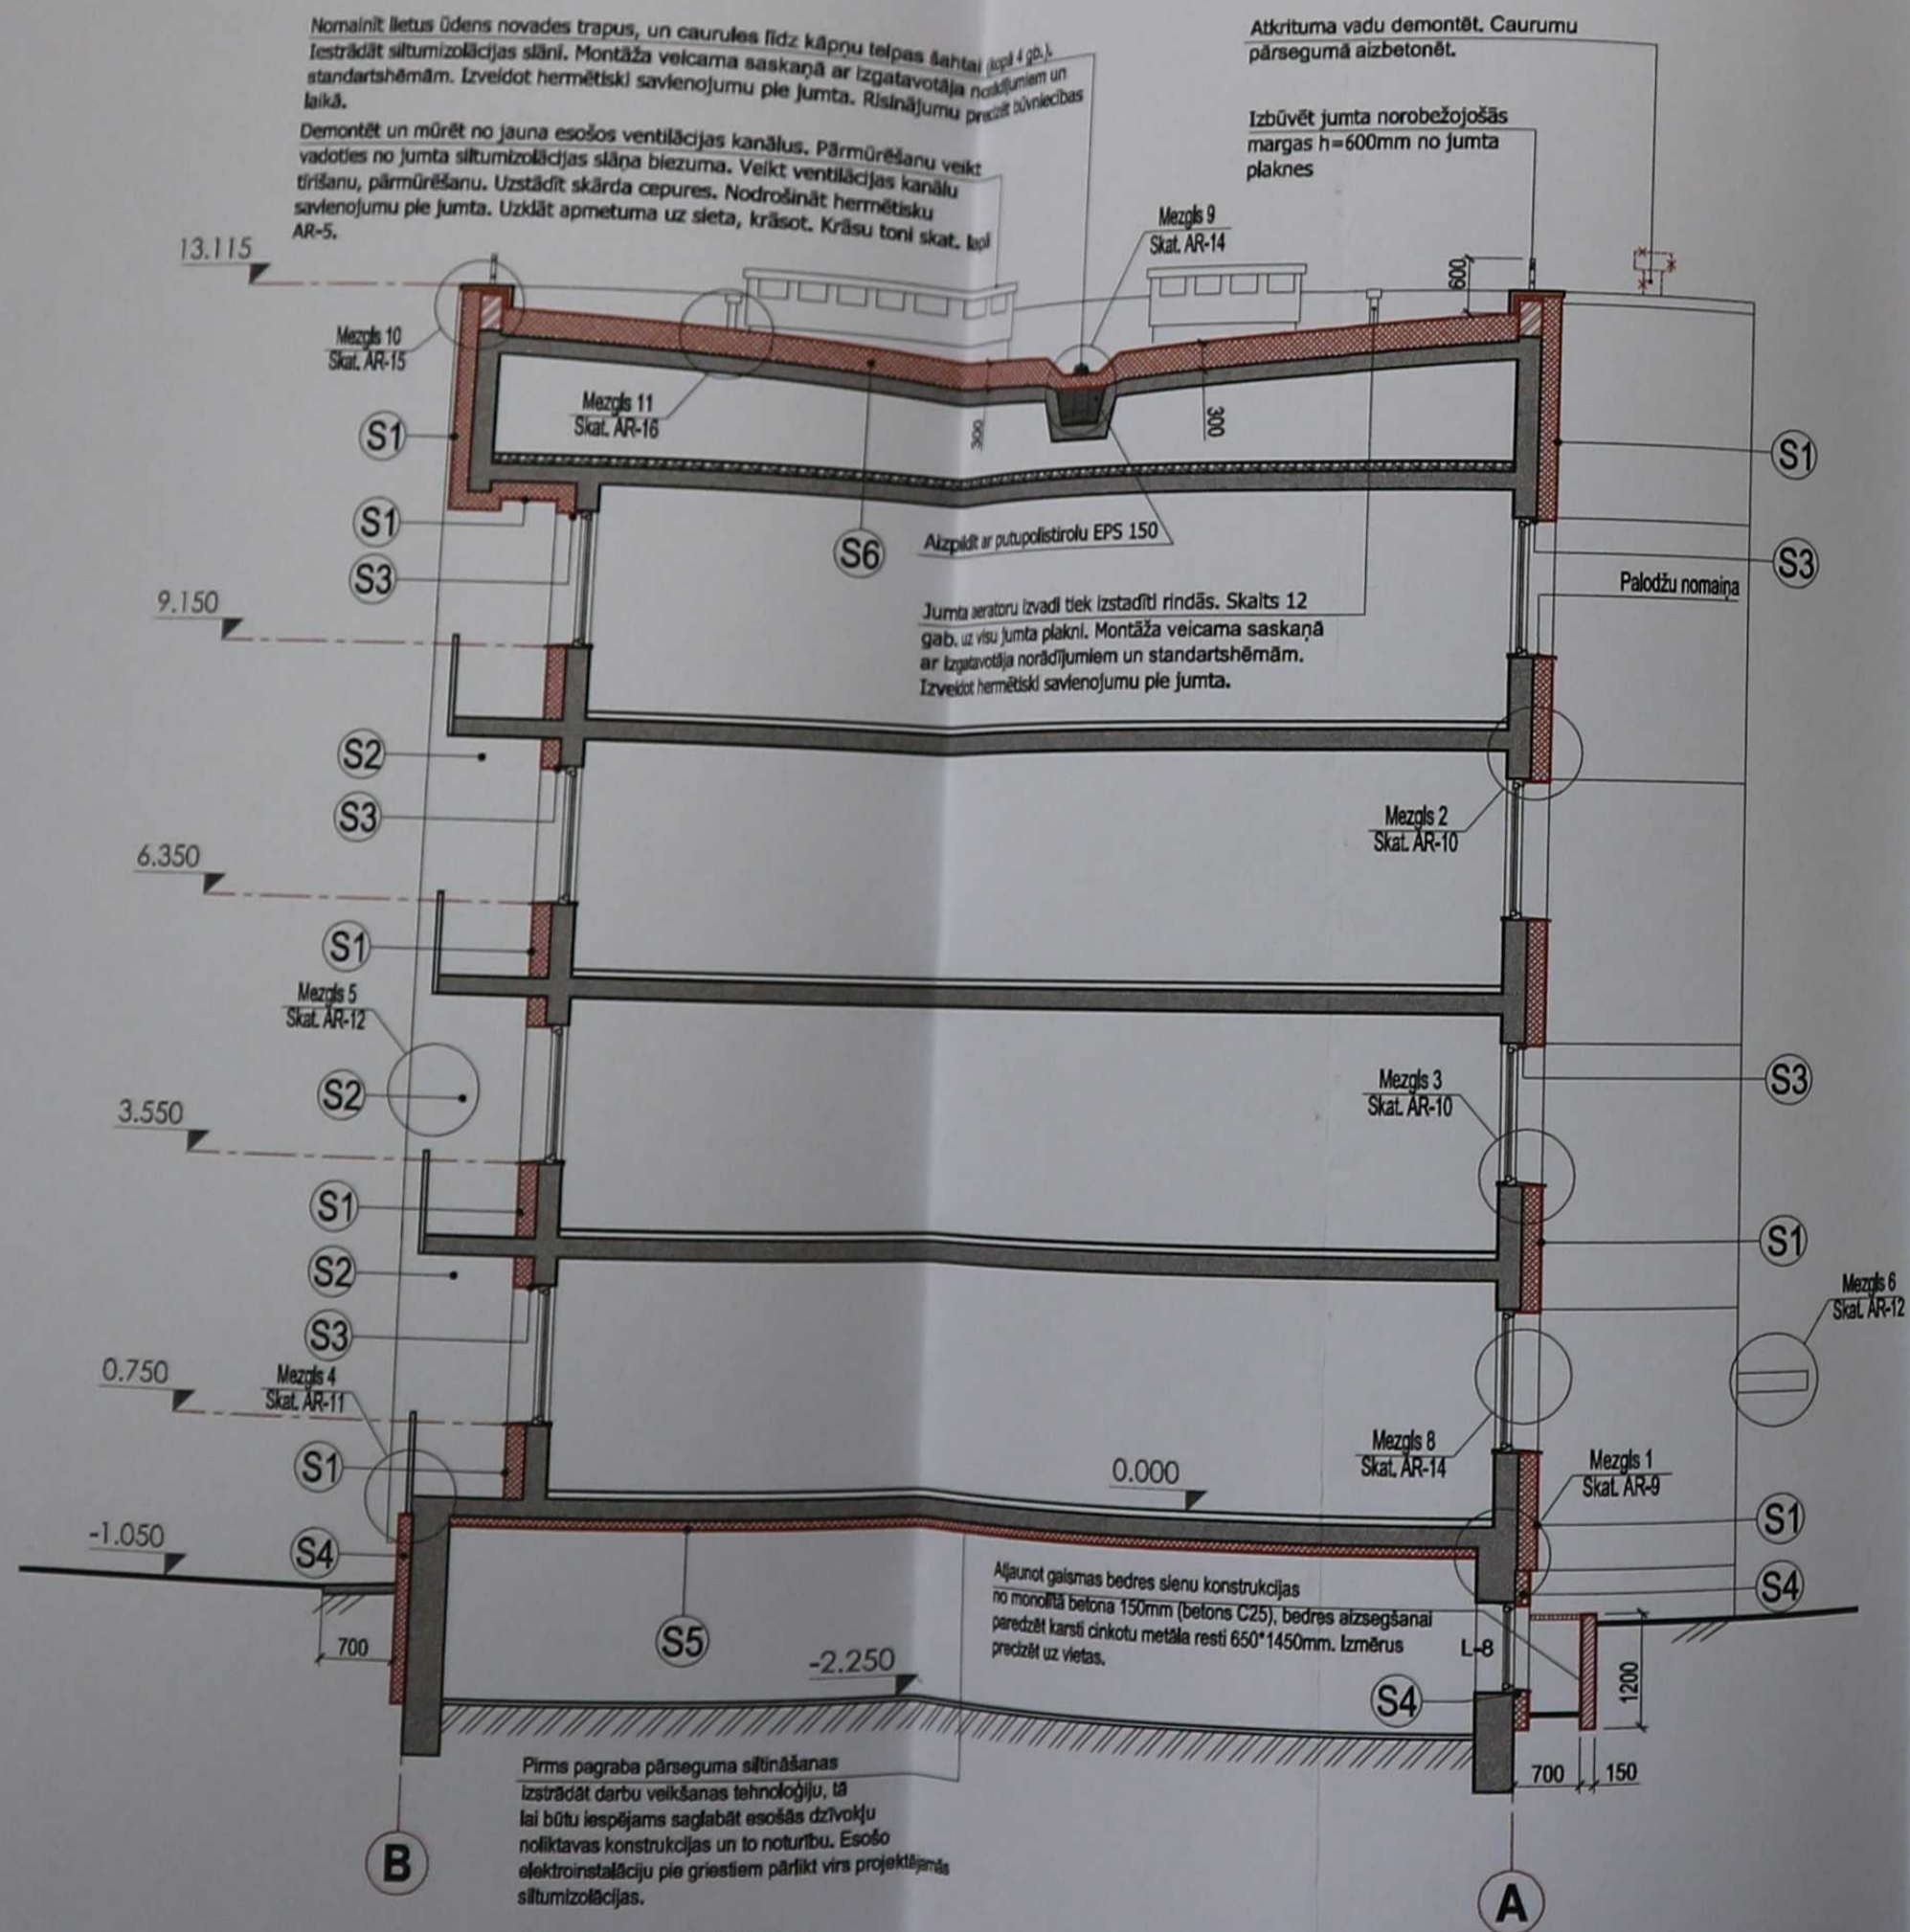 Nomainīt lietus ūdens novades trapus, un caurules līdz kāpņu telpas šahtai (kopā 4 gb.).
Iestrādāt siltumizolācijas slāni. Montāža veicama saskaņā ar izgatavotāja norādījumiem un
standartshēmām. Izveidot hermētiski savienojumu pie jumta. Risinājumu precizēt būvniecības
laikā.
Demontēt un mūrēt no jauna esošos ventilācijas kanālus. Pārmūrēšanu veikt
vadoties no jumta siltumizolācijas slāņa biezuma. Veikt ventilācijas kanālu
tīrīšanu, pārmūrēšanu. Uzstādīt skārda cepures. Nodrošināt hermētisku
savienojumu pie jumta. Uzklāt apmetuma uz sieta, krāsot. Krāsu toni skat. lapi
AR-5.
Atkrituma vadu demontēt. Caurumu
pārsegumā aizbetonēt.
Izbūvēt jumta norobežojošās
margas h=600mm no jumta
plaknes
Mezgls 9
Skat. AR-14
13.115
600
Mezgls 10
Skat. AR-15
Mezgls 11
Skat. AR-16
300
300
S1
S1
S1
S3
S6
Aizpildīt ar putupolistirolu EPS 150
S3
Palodžu nomaiņa
9.150
Jumta aeratoru izvadi tiek izstadīti rindās. Skaits 12
gab. uz visu jumta plakni. Montāža veicama saskaņā
ar Izgatavotāja norādījumiem un standartshēmām.
Izveidot hermētiski savienojumu pie jumta.
S2
S3
Mezgls 2
Skat. AR-10
6.350
S1
Mezgls 5
Skat. AR-12
S2
Mezgls 3
Skat. AR-10
S3
3.550
S1
S1
S2
S3
Mezgls 6
Skat. AR-12
0.750
Mezgls 4
Skat. AR-11
S1
0.000
Mezgls 8
Skat. AR-14
Mezgls 1
Skat. AR-9
S1
-1.050
S4
S4
Atjaunot gaismas bedres sienu konstrukcijas
no monolītā betona 150mm (betons C25), bedres aizsegšanai
paredzēt karsti cinkotu metāla resti 650*1450mm. Izmērus
precizēt uz vietas.
700
S5
-2.250
L-8
S4
1200
700
150
Pirms pagraba pārseguma siltināšanas
izstrādāt darbu veikšanas tehnoloģiju, tā
lai būtu iespējams saglabāt esošās dzīvokļu
noliktavas konstrukcijas un to noturību. Esošo
elektroinstalāciju pie griestiem pārlikt virs projektējamās
siltumizolācijas.
B
A